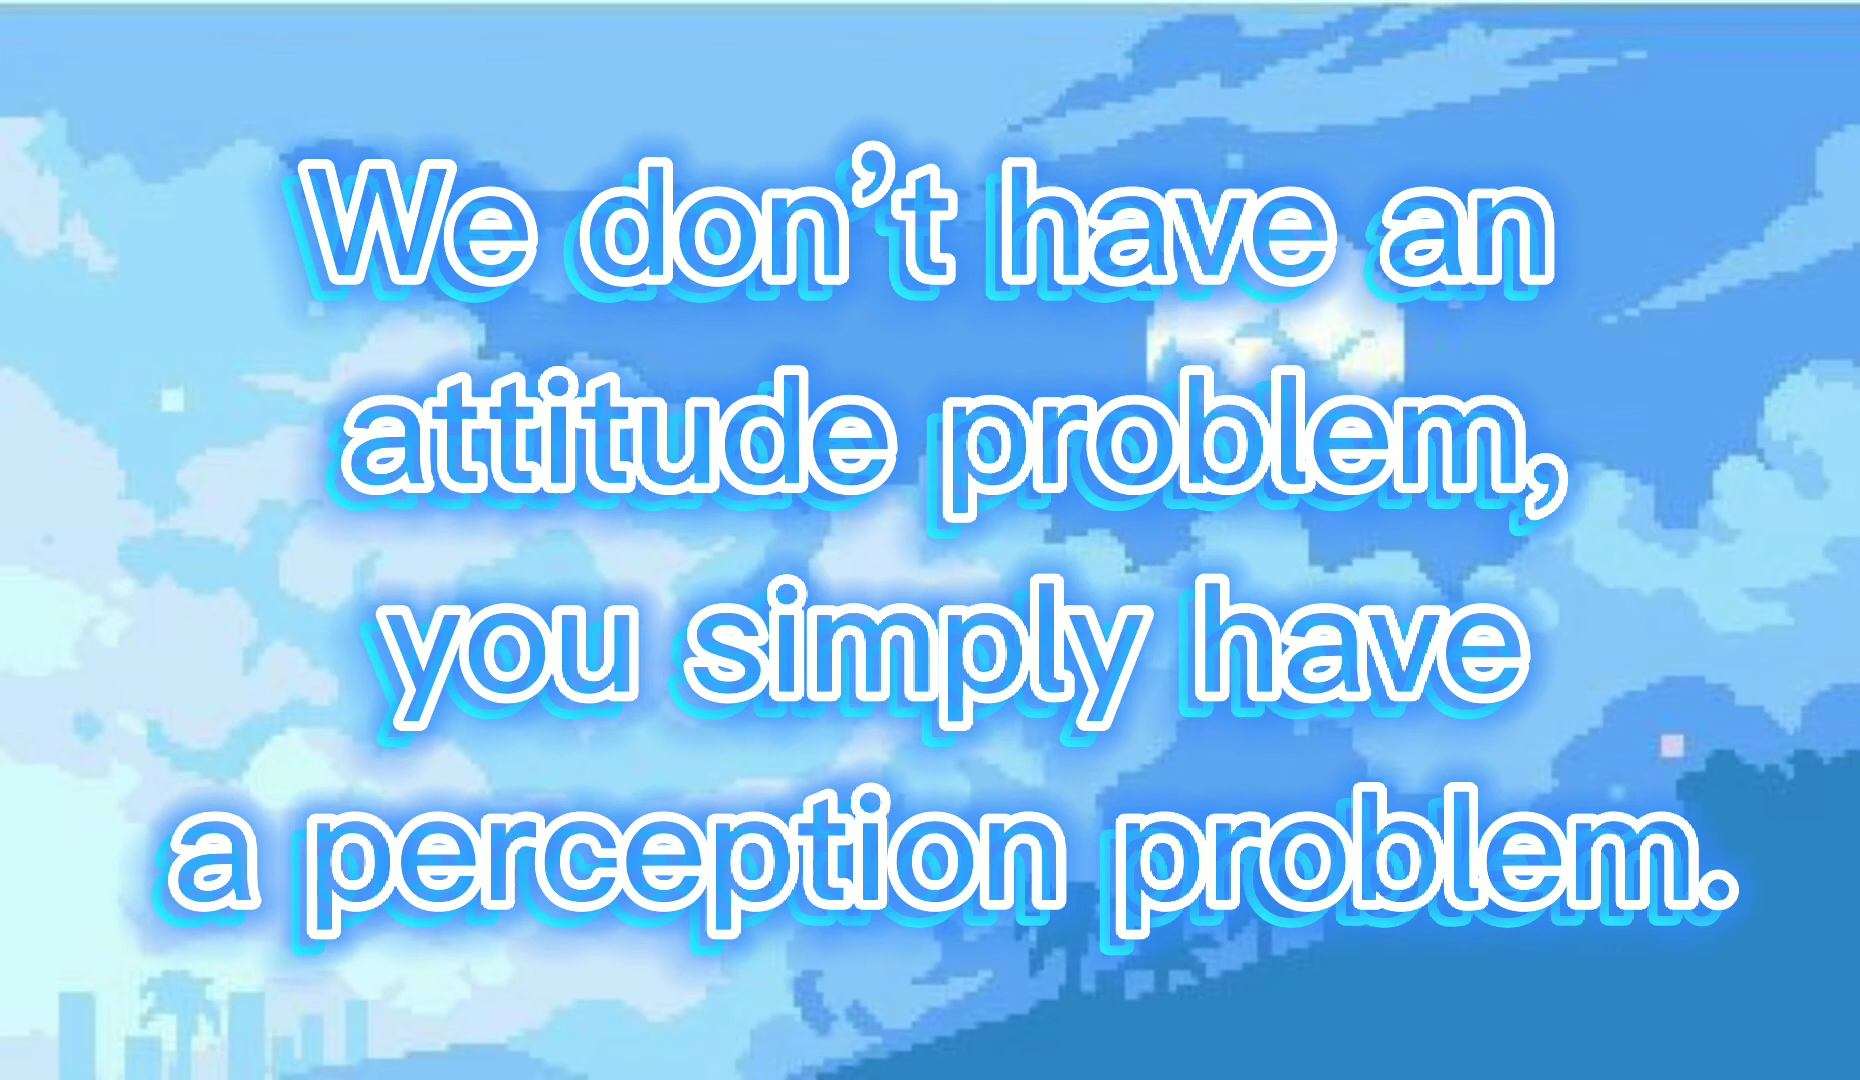 We don’t have an
attitude problem,
you simply have
a perception problem.